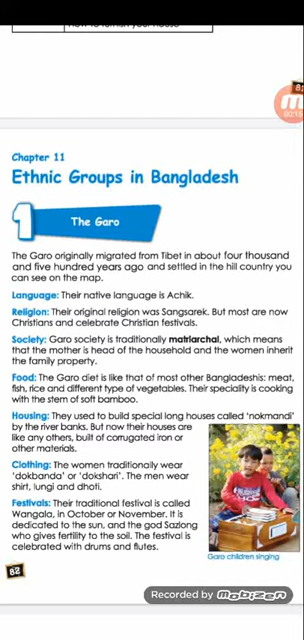 How to furnish your house
81
00:15
Chapter 11
Ethnic Groups in Bangladesh
1 The Garo
The Garo originally migrated from Tibet in about four thousand
and five hundred years ago and settled in the hill country you
can see on the map.
Language: Their native language is Achik.
Religion: Their original religion was Sangsarek. But most are now
Christians and celebrate Christian festivals.
Society: Garo society is traditionally matriarchal, which means
that the mother is head of the household and the women inherit
the family property.
Food: The Garo diet is like that of most other Bangladeshis: meat,
fish, rice and different type of vegetables. Their speciality is cooking
with the stem of soft bamboo.
Housing: They used to build special long houses called 'nokmandi'
by the river banks. But now their houses are
like any others, built of corrugated iron or
other materials.
Clothing: The women traditionally wear
'dokbanda' or 'dokshari'. The men wear
shirt, lungi and dhoti.
Festivals: Their traditional festival is called
Wangala, in October or November. It is
dedicated to the sun, and the god Sazlong
who gives fertility to the soil. The festival is
celebrated with drums and flutes.
Garo children singing
82
Recorded by mobizen